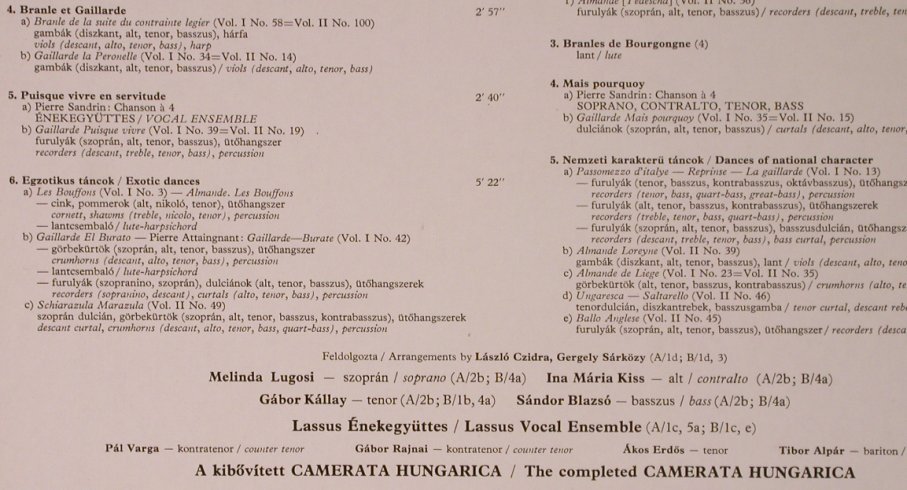 4. Branle et Gaillarde 2′ 57″
a) Branle de la suite du contrainte legier (Vol. I No. 58=Vol. II No. 100)
gambák (diszkant, alt, tenor, basszus), hárfa
viols (descant, alto, tenor, bass), harp
b) Gaillarde la Peronelle (Vol. I No. 34=Vol. II No. 14)
gambák (diszkant, alt, tenor, basszus) / viols (descant, alto, tenor, bass)
5. Puisque vivre en servitude 2′ 40″
a) Pierre Sandrin: Chanson à 4
ÉNEKEGYÜTTES / VOCAL ENSEMBLE
b) Gaillarde Puisque vivre (Vol. I No. 39=Vol. II No. 19)
furulyák (szoprán, alt, tenor, basszus), ütőhangszer
recorders (descant, treble, tenor, bass), percussion
6. Egzotikus táncok / Exotic dances 5′ 22″
a) Les Bouffons (Vol. I No. 3) — Almande. Les Bouffons
— cink, pommerok (alt, nikoló, tenor), ütőhangszer
cornett, shawms (treble, nicolo, tenor), percussion
— lantcsembaló / lute-harpsichord
b) Gaillarde El Burato — Pierre Attaingnant: Gaillarde—Burate (Vol. I No. 42)
— görbekürtök (szoprán, alt, tenor, basszus), ütőhangszer
crumhorns (descant, alto, tenor, bass), percussion
— lantcsembaló / lute-harpsichord
— furulyák (szopranino, szoprán), dulciánok (alt, tenor, basszus), ütőhangszerek
recorders (sopranino, descant), curtals (alto, tenor, bass), percussion
c) Schiarazula Marazula (Vol. II No. 49)
szoprán dulcián, görbekürtök (szoprán, alt, tenor, basszus, kontrabasszus), ütőhangszerek
descant curtal, crumhorns (descant, alto, tenor, bass, quart-bass), percussion
furulyák (szoprán, alt, tenor, basszus) / recorders (descant, treble,
3. Branles de Bourgongne (4)
lant / lute
4. Mais pourquoy
a) Pierre Sandrin: Chanson à 4
SOPRANO, CONTRALTO, TENOR, BASS
b) Gaillarde Mais pourquoy (Vol. I No. 35=Vol. II No. 15)
dulciánok (szoprán, alt, tenor, basszus) / curtals (descant, alto, tenor,
5. Nemzeti karakterű táncok / Dances of national character
a) Passomezzo d'italye — Reprinse — La gaillarde (Vol. I No. 13)
— furulyák (tenor, basszus, kontrabasszus, oktávbasszus), ütőhangsze
recorders (tenor, bass, quart-bass, great-bass), percussion
— furulyák (alt, tenor, basszus, kontrabasszus), ütőhangszerek
recorders (treble, tenor, bass, quart-bass), percussion
— furulyák (szoprán, alt, tenor, basszus), basszusdulcián, ütőhangsz
recorders (descant, treble, tenor, bass), bass curtal, percussion
b) Almande Loreyne (Vol. II No. 39)
gambák (diszkant, alt, tenor, basszus), lant / viols (descant, alto,
c) Almande de Liege (Vol. I No. 23=Vol. II No. 35)
görbekürtök (alt, tenor, basszus, kontrabasszus) / crumhorns (alto,
d) Ungaresca — Saltarello (Vol. II No. 46)
tenordulcián, diszkantrebek, basszusgamba / tenor curtal, descant
e) Ballo Anglese (Vol. II No. 45)
furulyák (szoprán, alt, tenor, basszus), ütőhangszer / recorders
Feldolgozta / Arrangements by László Czidra, Gergely Sárközy (A/1d; B/1d, 3)
Melinda Lugosi — szoprán / soprano (A/2b; B/4a) Ina Mária Kiss — alt / contralto (A/2b; B/4a)
Gábor Kállay — tenor (A/2b; B/1b, 4a) Sándor Blazsó — basszus / bass (A/2b; B/4a)
Lassus Énekegyüttes / Lassus Vocal Ensemble (A/1c, 5a; B/1c, e)
Pál Varga — kontratenor / counter tenor Gábor Rajnai — kontratenor / counter tenor Ákos Erdős — tenor Tibor Alpár — bariton /
A kibővített CAMERATA HUNGARICA / The completed CAMERATA HUNGARICA